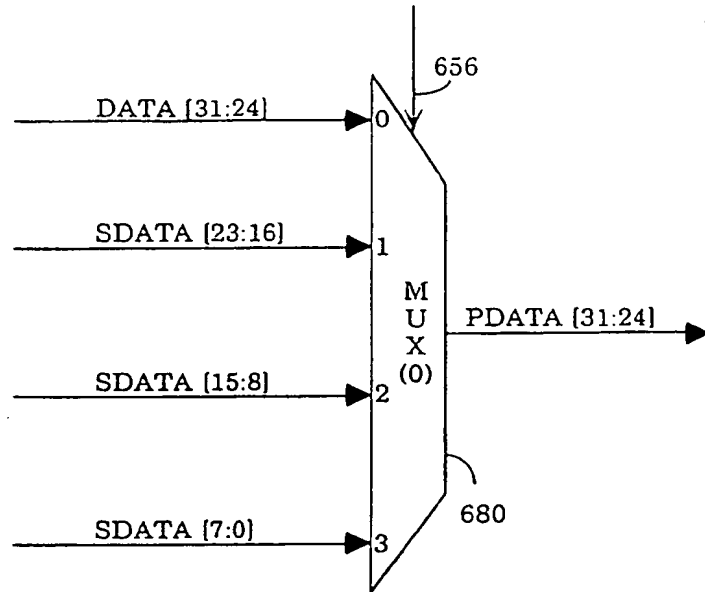 656
DATA [31:24]
0
SDATA [23:16]
1
M
U
X
(0)
PDATA [31:24]
SDATA [15:8]
2
680
SDATA [7:0]
3